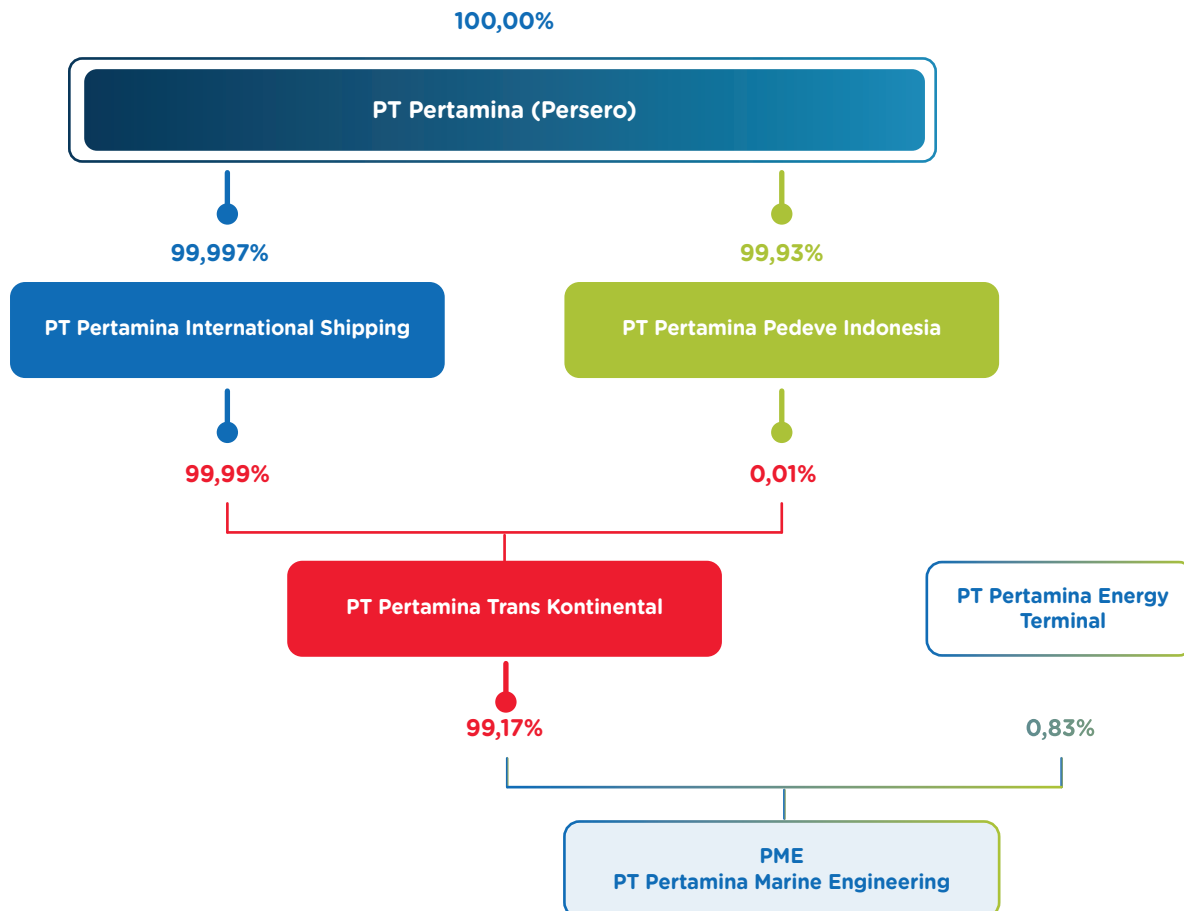 100,00%
PT Pertamina (Persero)
99,997%
99,93%
PT Pertamina International Shipping
PT Pertamina Pedeve Indonesia
99,99%
0,01%
PT Pertamina Trans Kontinental
PT Pertamina Energy
Terminal
99,17%
0,83%
PME
PT Pertamina Marine Engineering